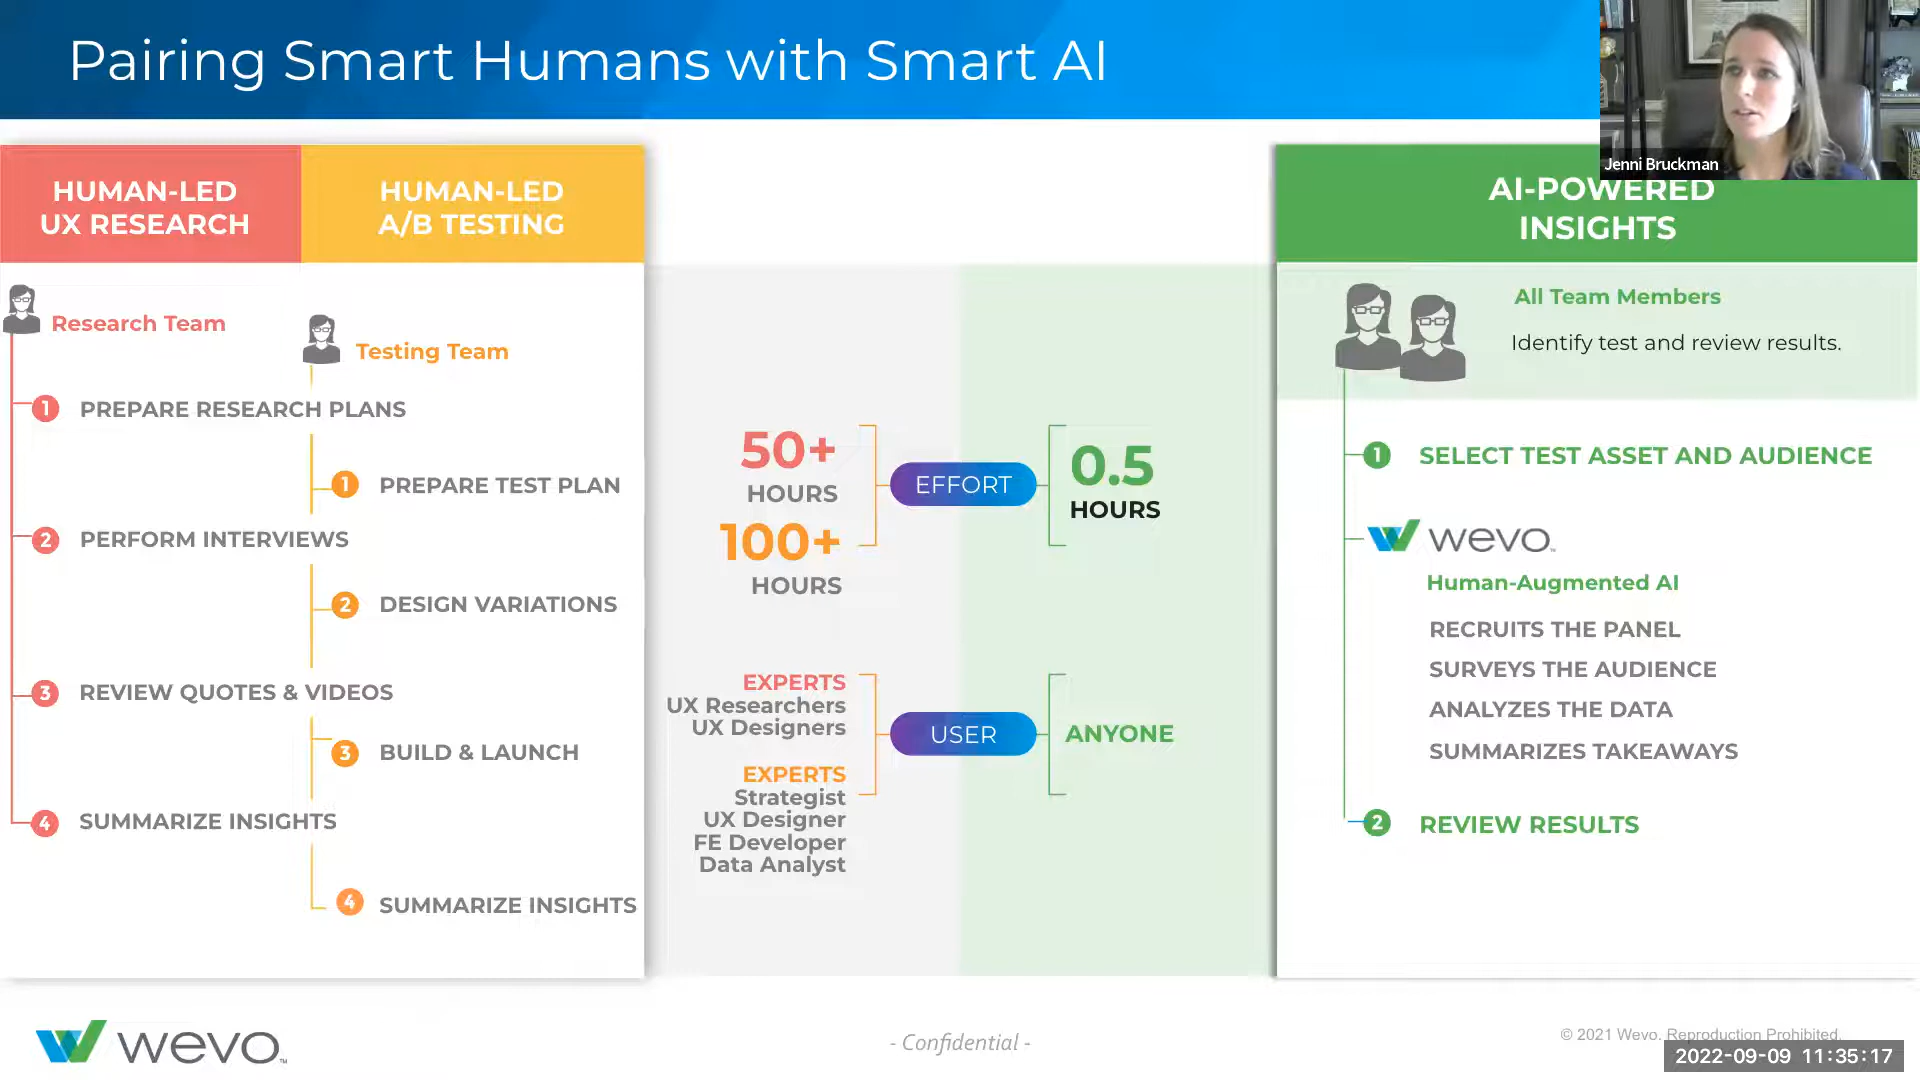 Pairing Smart Humans with Smart AI
Jenni Bruckman
HUMAN-LED
UX RESEARCH
HUMAN-LED
A/B TESTING
AI-POWERED
INSIGHTS
Research Team
1 PREPARE RESEARCH PLANS
2 PERFORM INTERVIEWS
3 REVIEW QUOTES & VIDEOS
4 SUMMARIZE INSIGHTS
Testing Team
1 PREPARE TEST PLAN
2 DESIGN VARIATIONS
3 BUILD & LAUNCH
4 SUMMARIZE INSIGHTS
50+
HOURS
100+
HOURS
EFFORT
0.5
HOURS
EXPERTS
UX Researchers
UX Designers
EXPERTS
Strategist
UX Designer
FE Developer
Data Analyst
USER
ANYONE
All Team Members
Identify test and review results.
1 SELECT TEST ASSET AND AUDIENCE
wevo™
Human-Augmented AI
RECRUITS THE PANEL
SURVEYS THE AUDIENCE
ANALYZES THE DATA
SUMMARIZES TAKEAWAYS
2 REVIEW RESULTS
wevo™
- Confidential -
© 2021 Wevo. Reproduction Prohibited.
2022-09-09 11:35:17